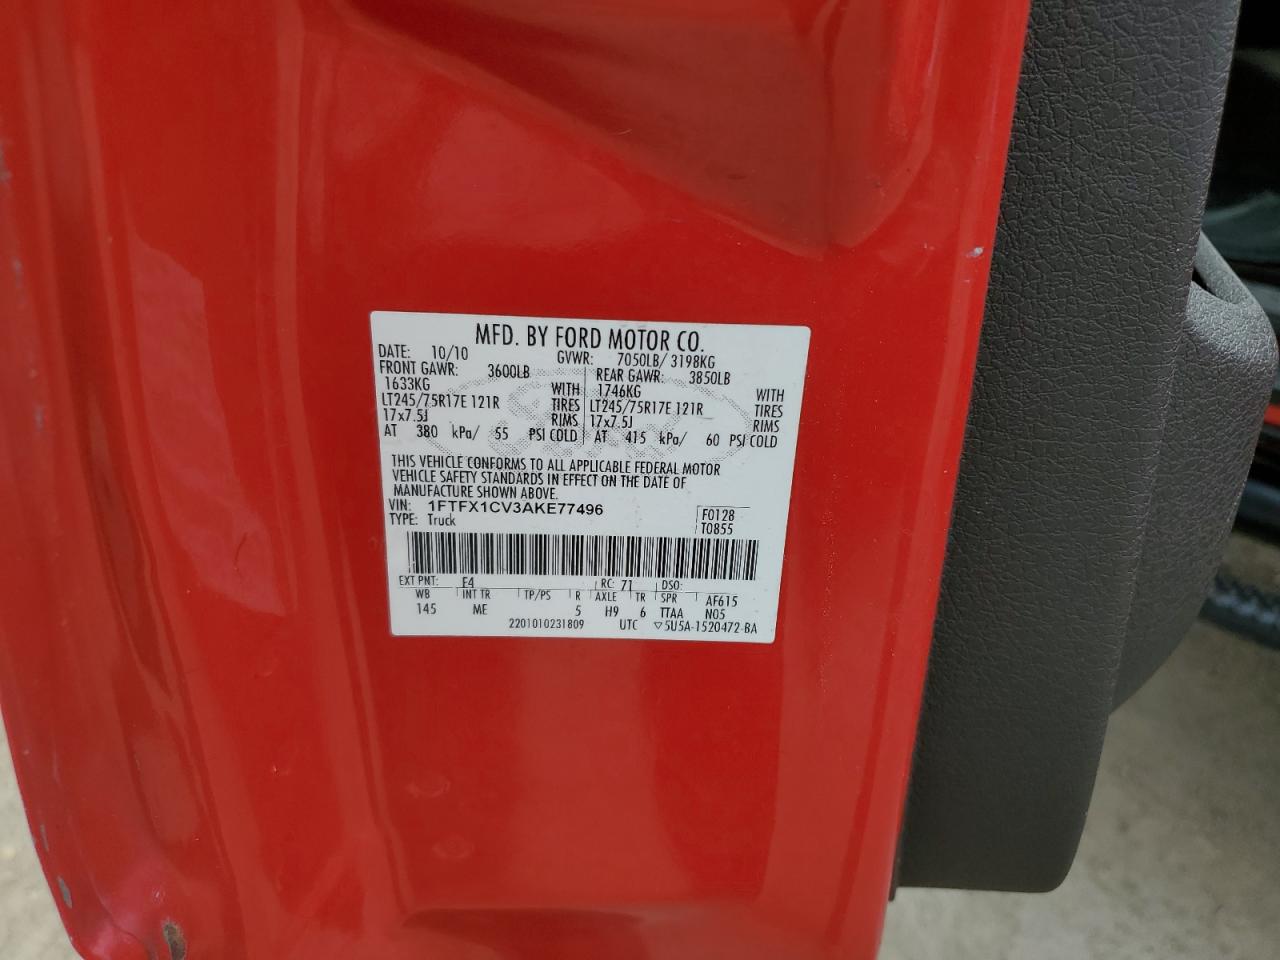 MFD. BY FORD MOTOR CO.
DATE: 10/10 GVWR: 7050LB/ 3198KG
FRONT GAWR: 3600LB REAR GAWR: 3850LB
1633KG WITH 1746KG WITH
LT245/75R17E 121R TIRES LT245/75R17E 121R TIRES
17x7.5J RIMS 17x7.5J RIMS
AT 380 kPa/ 55 PSI COLD AT 415 kPa/ 60 PSI COLD
THIS VEHICLE CONFORMS TO ALL APPLICABLE FEDERAL MOTOR
VEHICLE SAFETY STANDARDS IN EFFECT ON THE DATE OF
MANUFACTURE SHOWN ABOVE.
VIN: 1FTFX1CV3AKE77496 F0128
TYPE: Truck T0855
EXT PNT: E4 RC: 71 DSO:
WB INT TR TP/PS R AXLE TR SPR AF615
145 ME 5 H9 6 TTAA N05
2201010231809 UTC ▽5U5A-1520472-BA